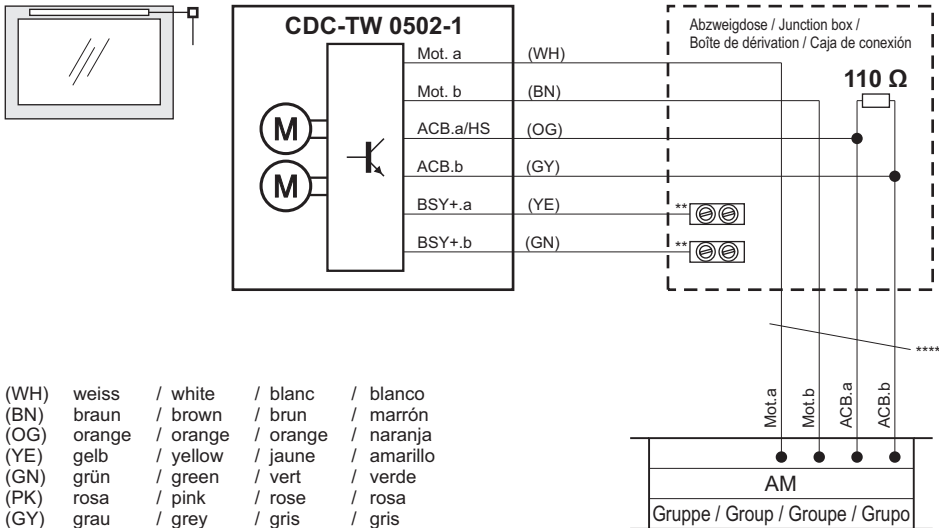 CDC-TW 0502-1
Abzweigdose / Junction box /
Boîte de dérivation / Caja de conexión
110 Ω
Mot. a (WH)
Mot. b (BN)
M
ACB.a/HS (OG)
ACB.b (GY)
M
BSY+.a (YE) **
BSY+.b (GN) **
****
(WH) weiss / white / blanc / blanco
(BN) braun / brown / brun / marrón
(OG) orange / orange / orange / naranja
(YE) gelb / yellow / jaune / amarillo
(GN) grün / green / vert / verde
(PK) rosa / pink / rose / rosa
(GY) grau / grey / gris / gris
Mot.a
Mot.b
ACB.a
ACB.b
AM
Gruppe / Group / Groupe / Grupo